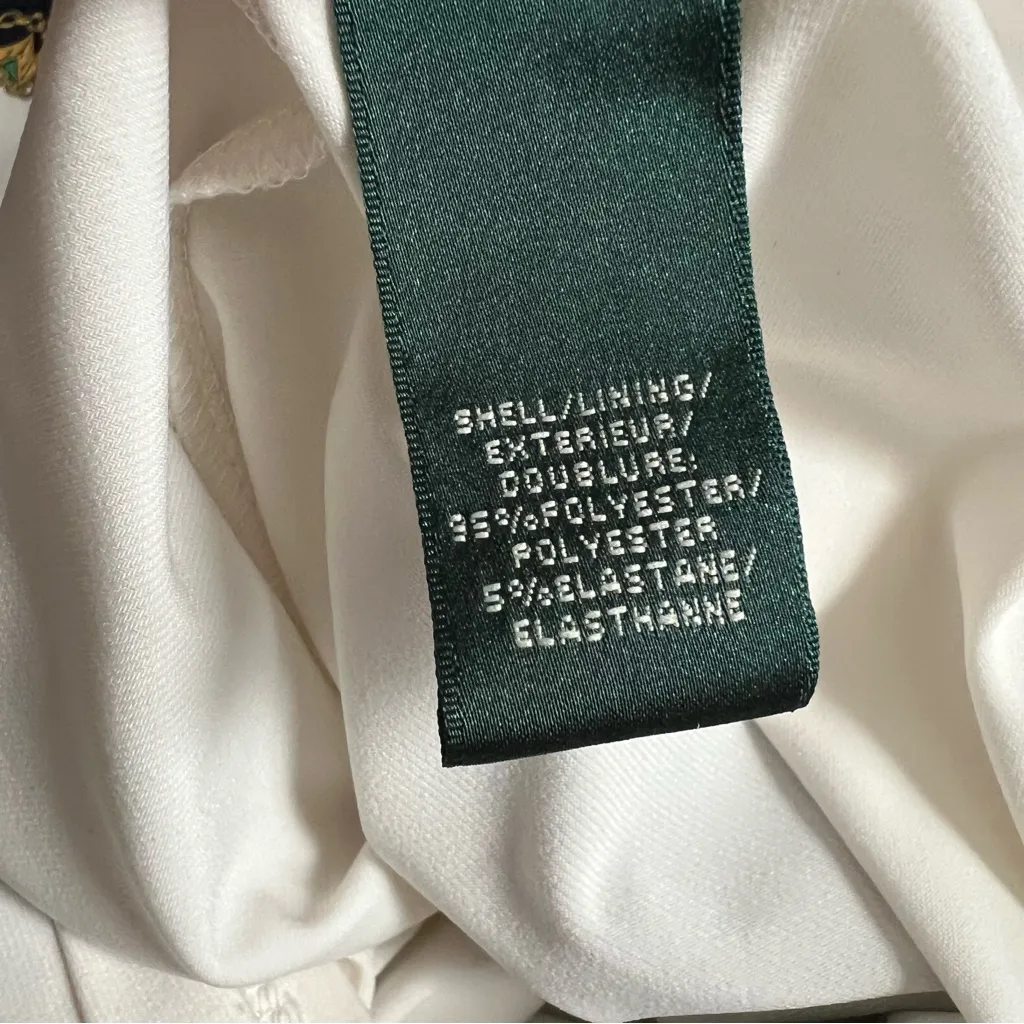 SHELL/LINING/
EXTERIEUR/
DOUBLURE:
95%POLYESTER/
POLYESTER
5%ELASTANE/
ELASTHANNE